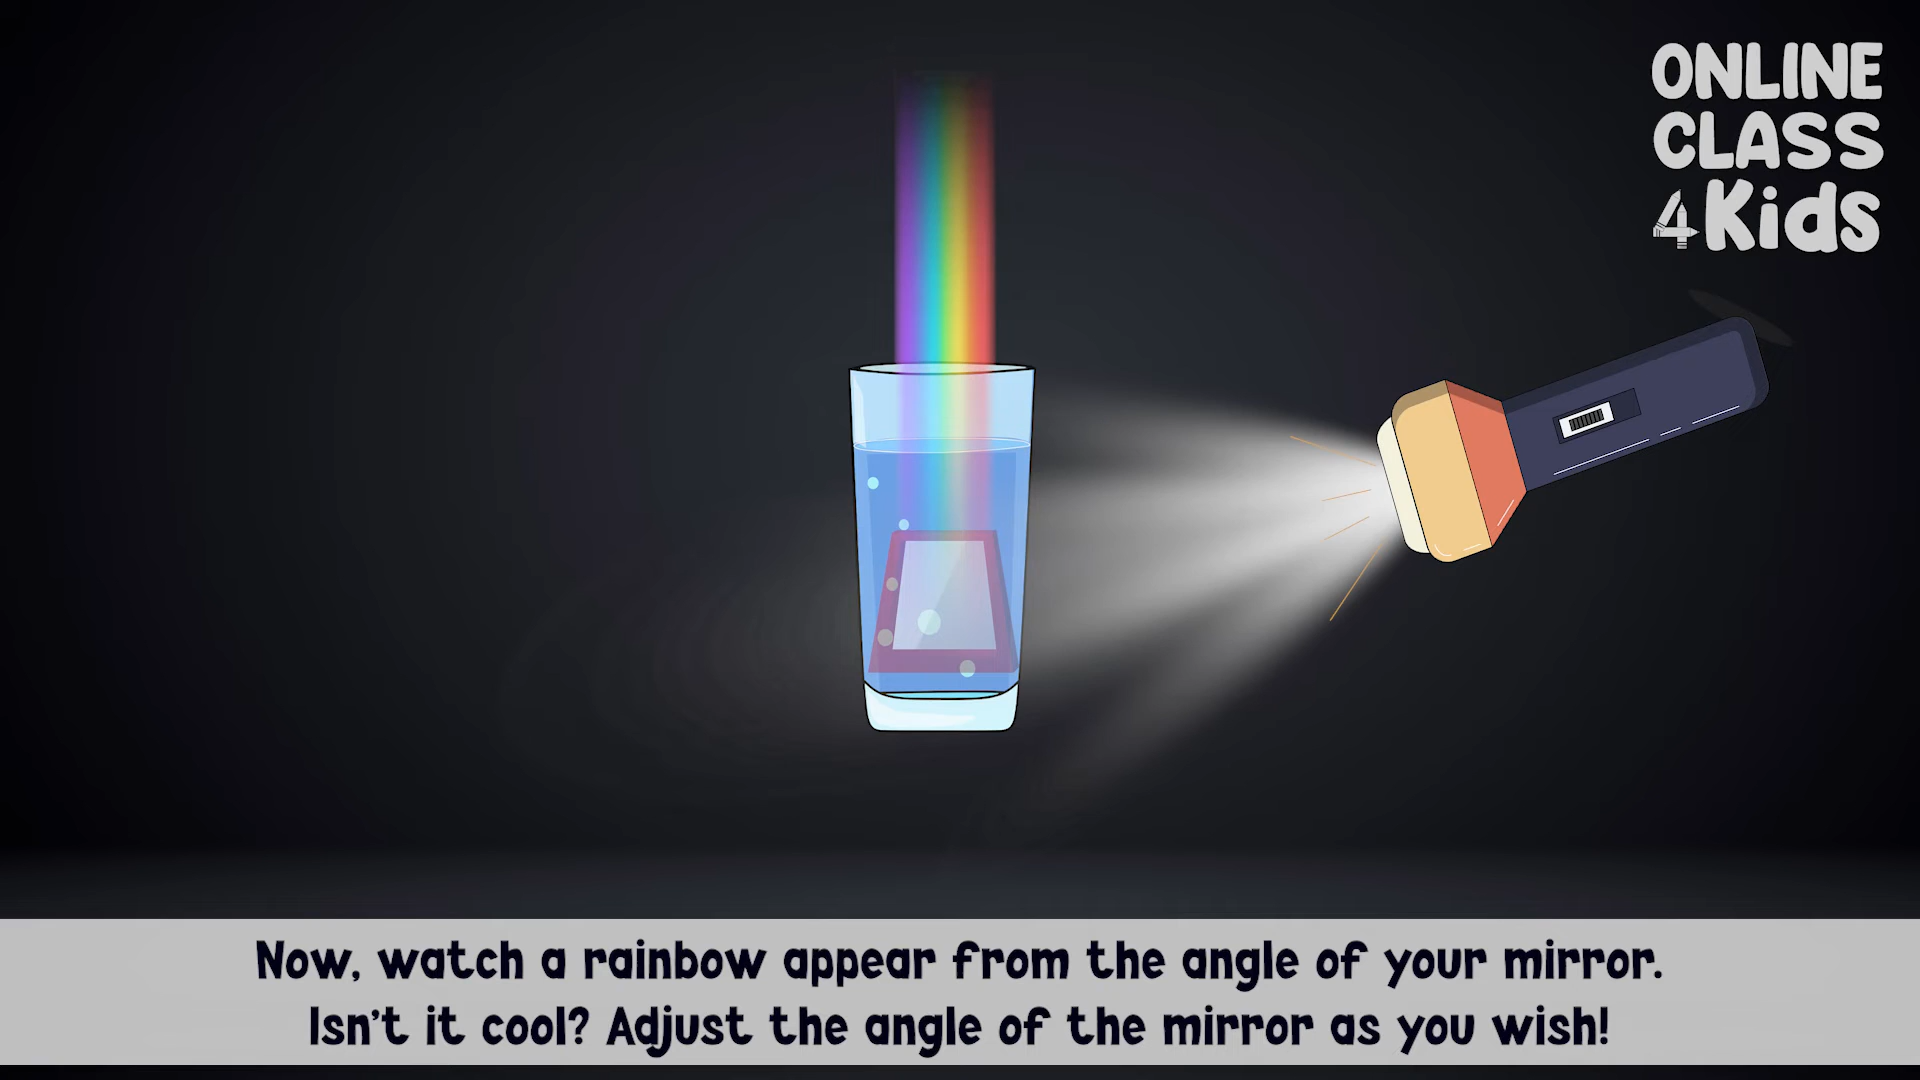 ONLINE
CLASS
4Kids
Now, watch a rainbow appear from the angle of your mirror.
Isn't it cool? Adjust the angle of the mirror as you wish!